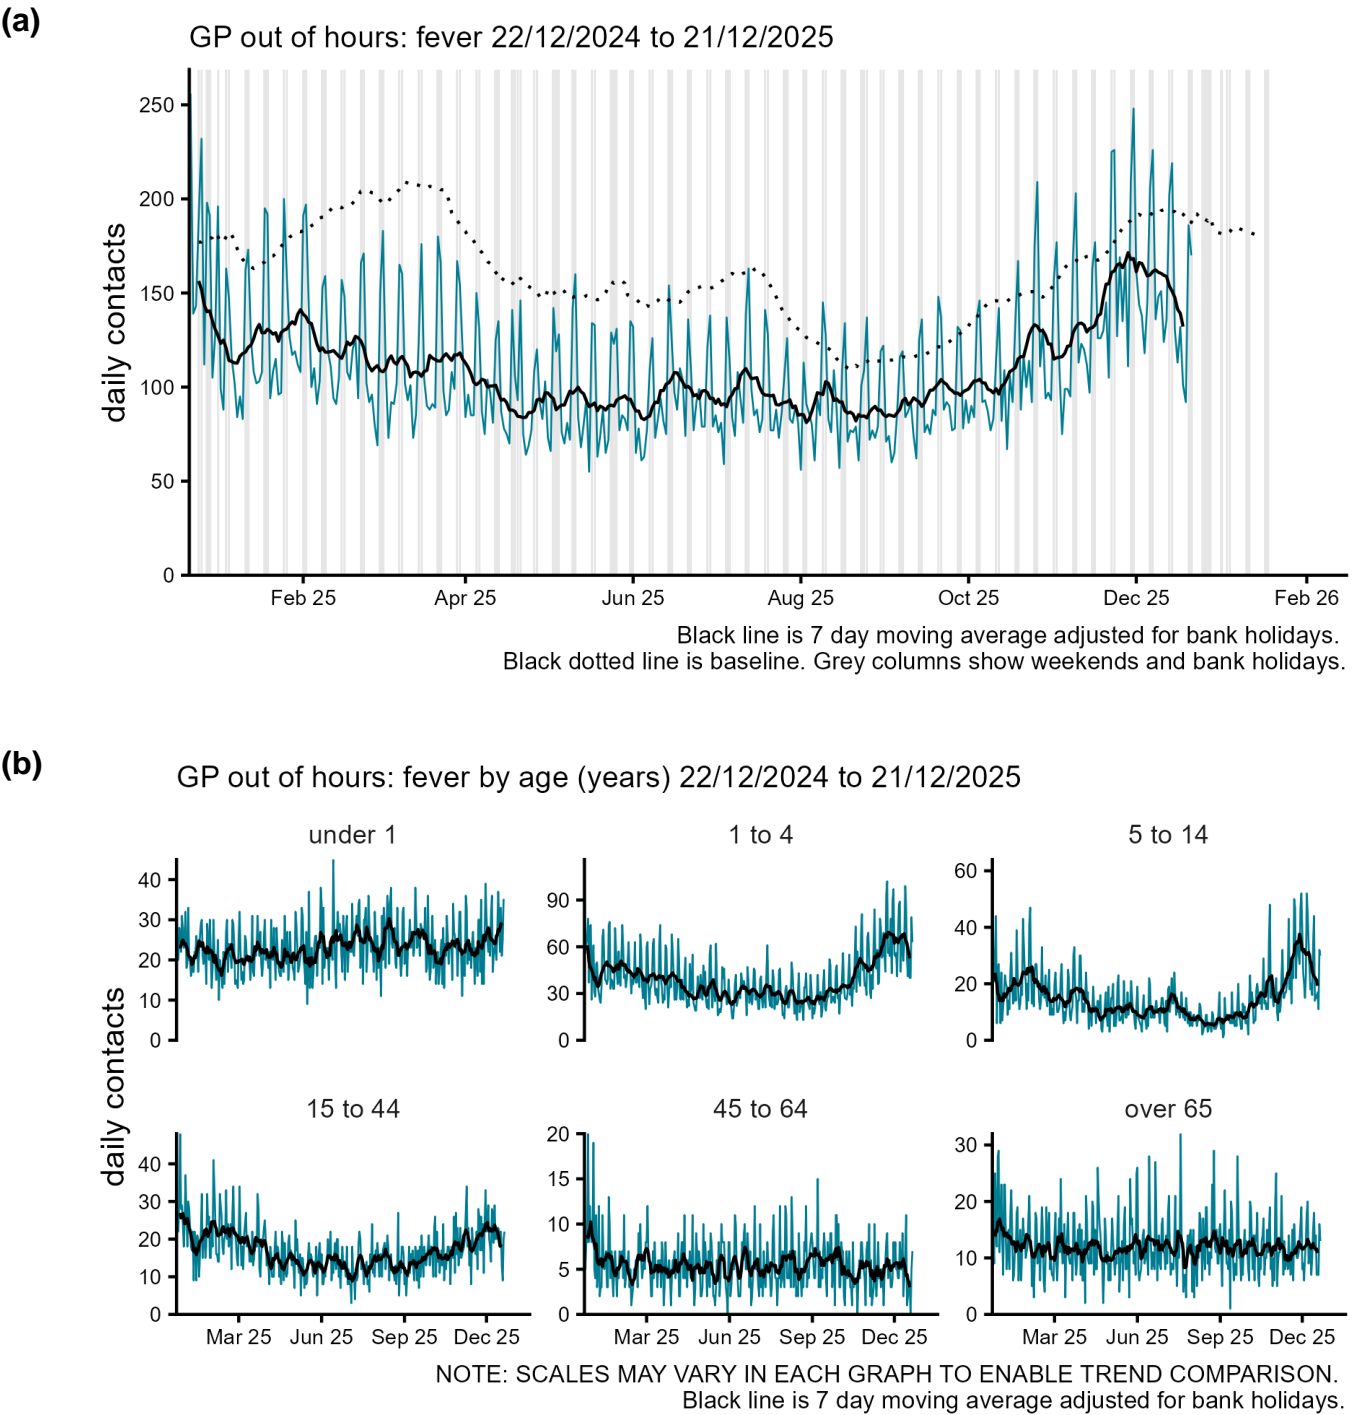 (a)
GP out of hours: fever 22/12/2024 to 21/12/2025
daily contacts
250
200
150
100
50
0
Feb 25 Apr 25 Jun 25 Aug 25 Oct 25 Dec 25 Feb 26
Black line is 7 day moving average adjusted for bank holidays.
Black dotted line is baseline. Grey columns show weekends and bank holidays.
(b)
GP out of hours: fever by age (years) 22/12/2024 to 21/12/2025
daily contacts
under 1
40
30
20
10
0
1 to 4
90
60
30
0
5 to 14
60
40
20
0
15 to 44
40
30
20
10
0
Mar 25 Jun 25 Sep 25 Dec 25
45 to 64
20
15
10
5
0
Mar 25 Jun 25 Sep 25 Dec 25
over 65
30
20
10
0
Mar 25 Jun 25 Sep 25 Dec 25
NOTE: SCALES MAY VARY IN EACH GRAPH TO ENABLE TREND COMPARISON.
Black line is 7 day moving average adjusted for bank holidays.